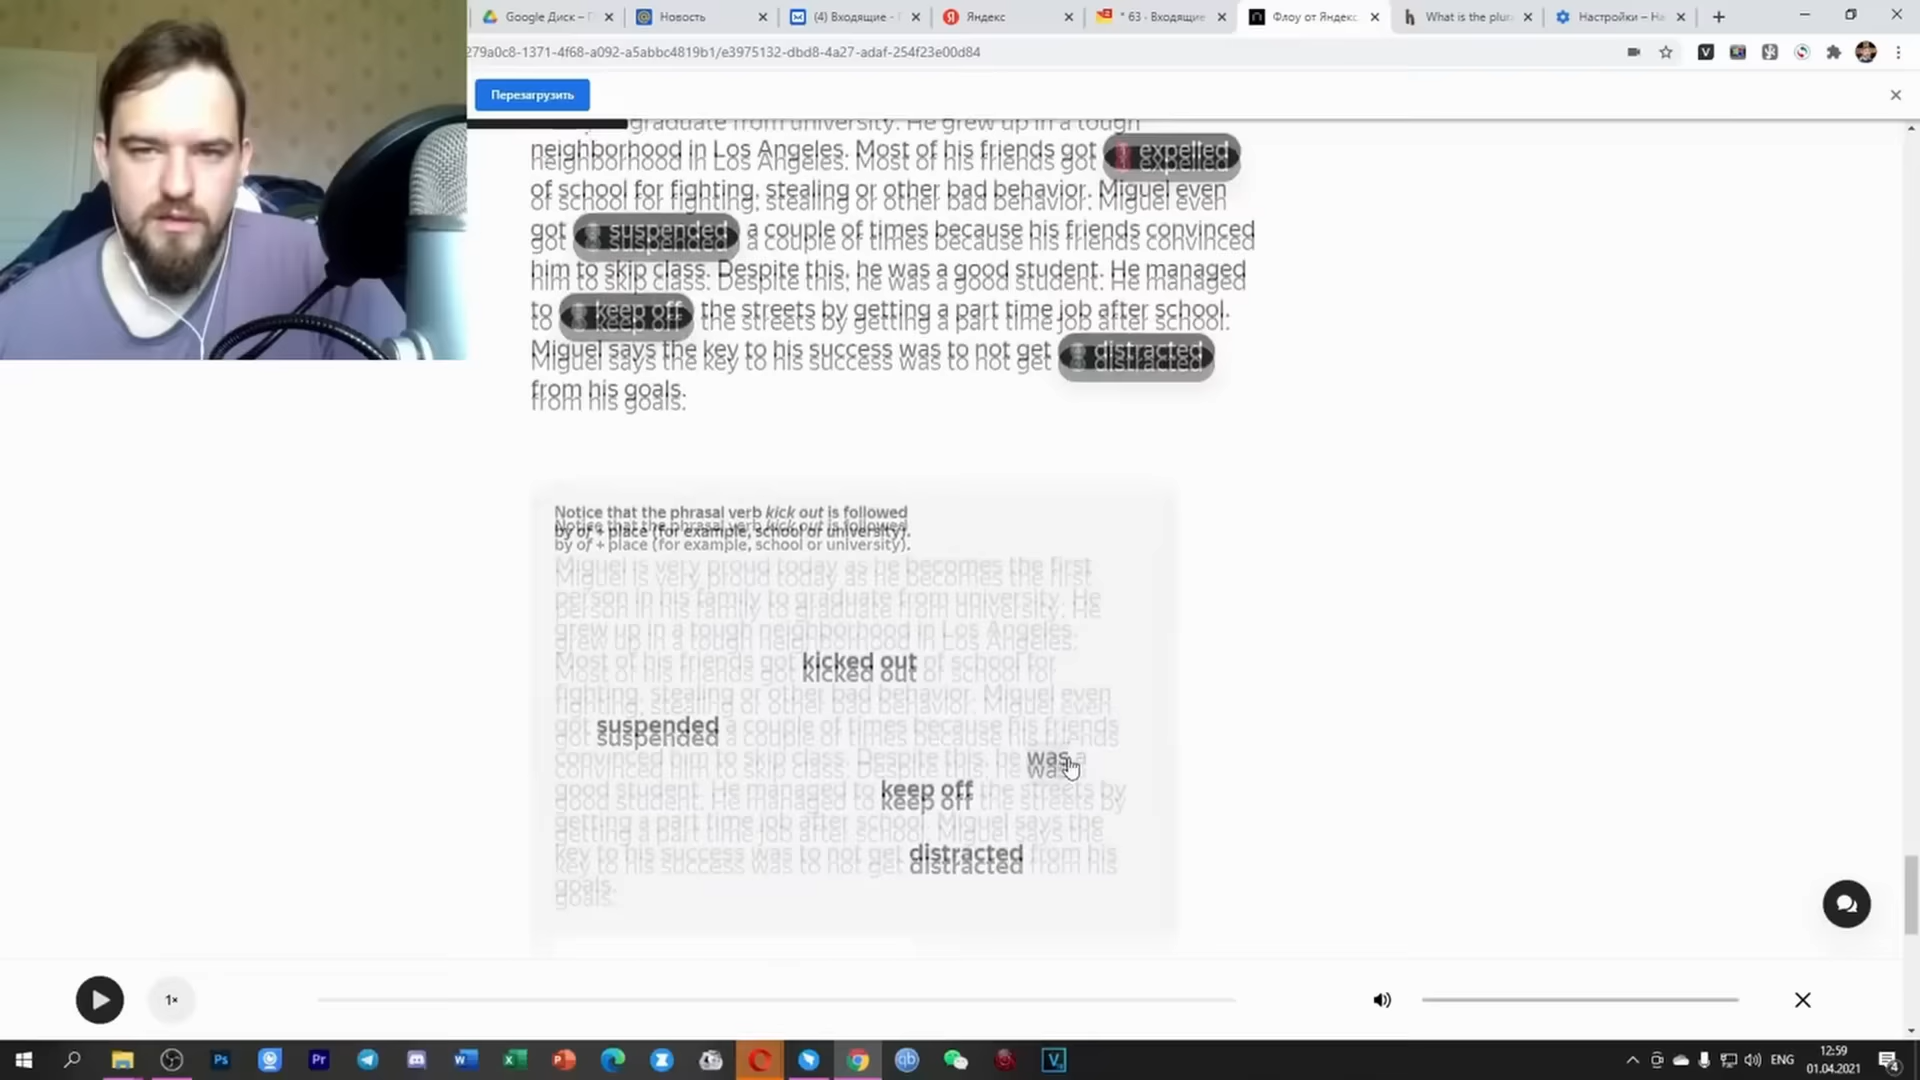 Google Диск – Г
Новость
(4) Входящие -
Яндекс
* 63 · Входящие
Флоу от Яндекс
What is the plur
Настройки – На
279a0c8-1371-4f68-a092-a5abbc4819b1/e3975132-dbd8-4a27-adaf-254f23e00d84
Перезагрузить
graduate from university. He grew up in a tough
neighborhood in Los Angeles. Most of his friends got expelled
of school for fighting, stealing or other bad behavior. Miguel even
got suspended a couple of times because his friends convinced
him to skip class. Despite this, he was a good student. He managed
to keep off the streets by getting a part time job after school.
Miguel says the key to his success was to not get distracted
from his goals.
Notice that the phrasal verb kick out is followed
by of + place (for example, school or university).
Miguel is very proud today as he becomes the first
person in his family to graduate from university. He
grew up in a tough neighborhood in Los Angeles.
Most of his friends got kicked out of school for
fighting, stealing or other bad behavior. Miguel even
got suspended a couple of times because his friends
convinced him to skip class. Despite this, he was a
good student. He managed to keep off the streets by
getting a part time job after school. Miguel says the
key to his success was to not get distracted from his
goals.
1×
ENG
12:59
01.04.2021
4